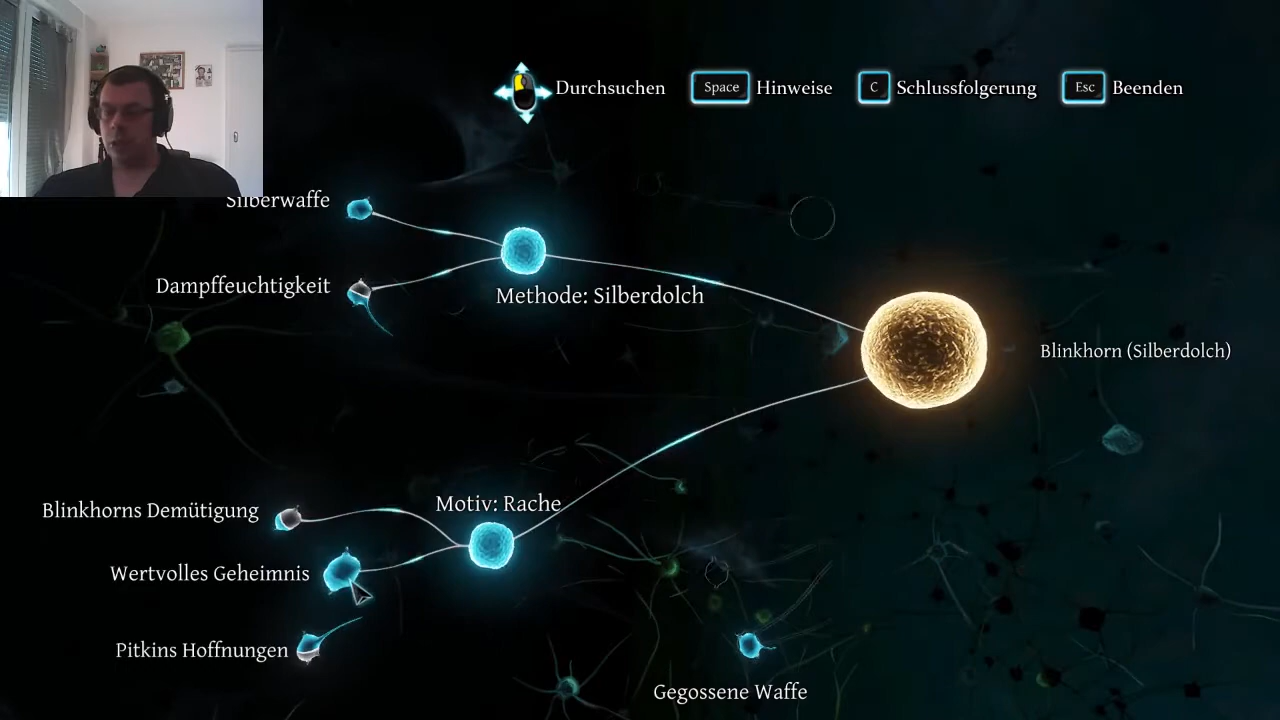 Durchsuchen Space Hinweise C Schlussfolgerung Esc Beenden
Silberwaffe
Dampffeuchtigkeit
Methode: Silberdolch
Blinkhorn (Silberdolch)
Motiv: Rache
Blinkhorns Demütigung
Wertvolles Geheimnis
Pitkins Hoffnungen
Gegossene Waffe